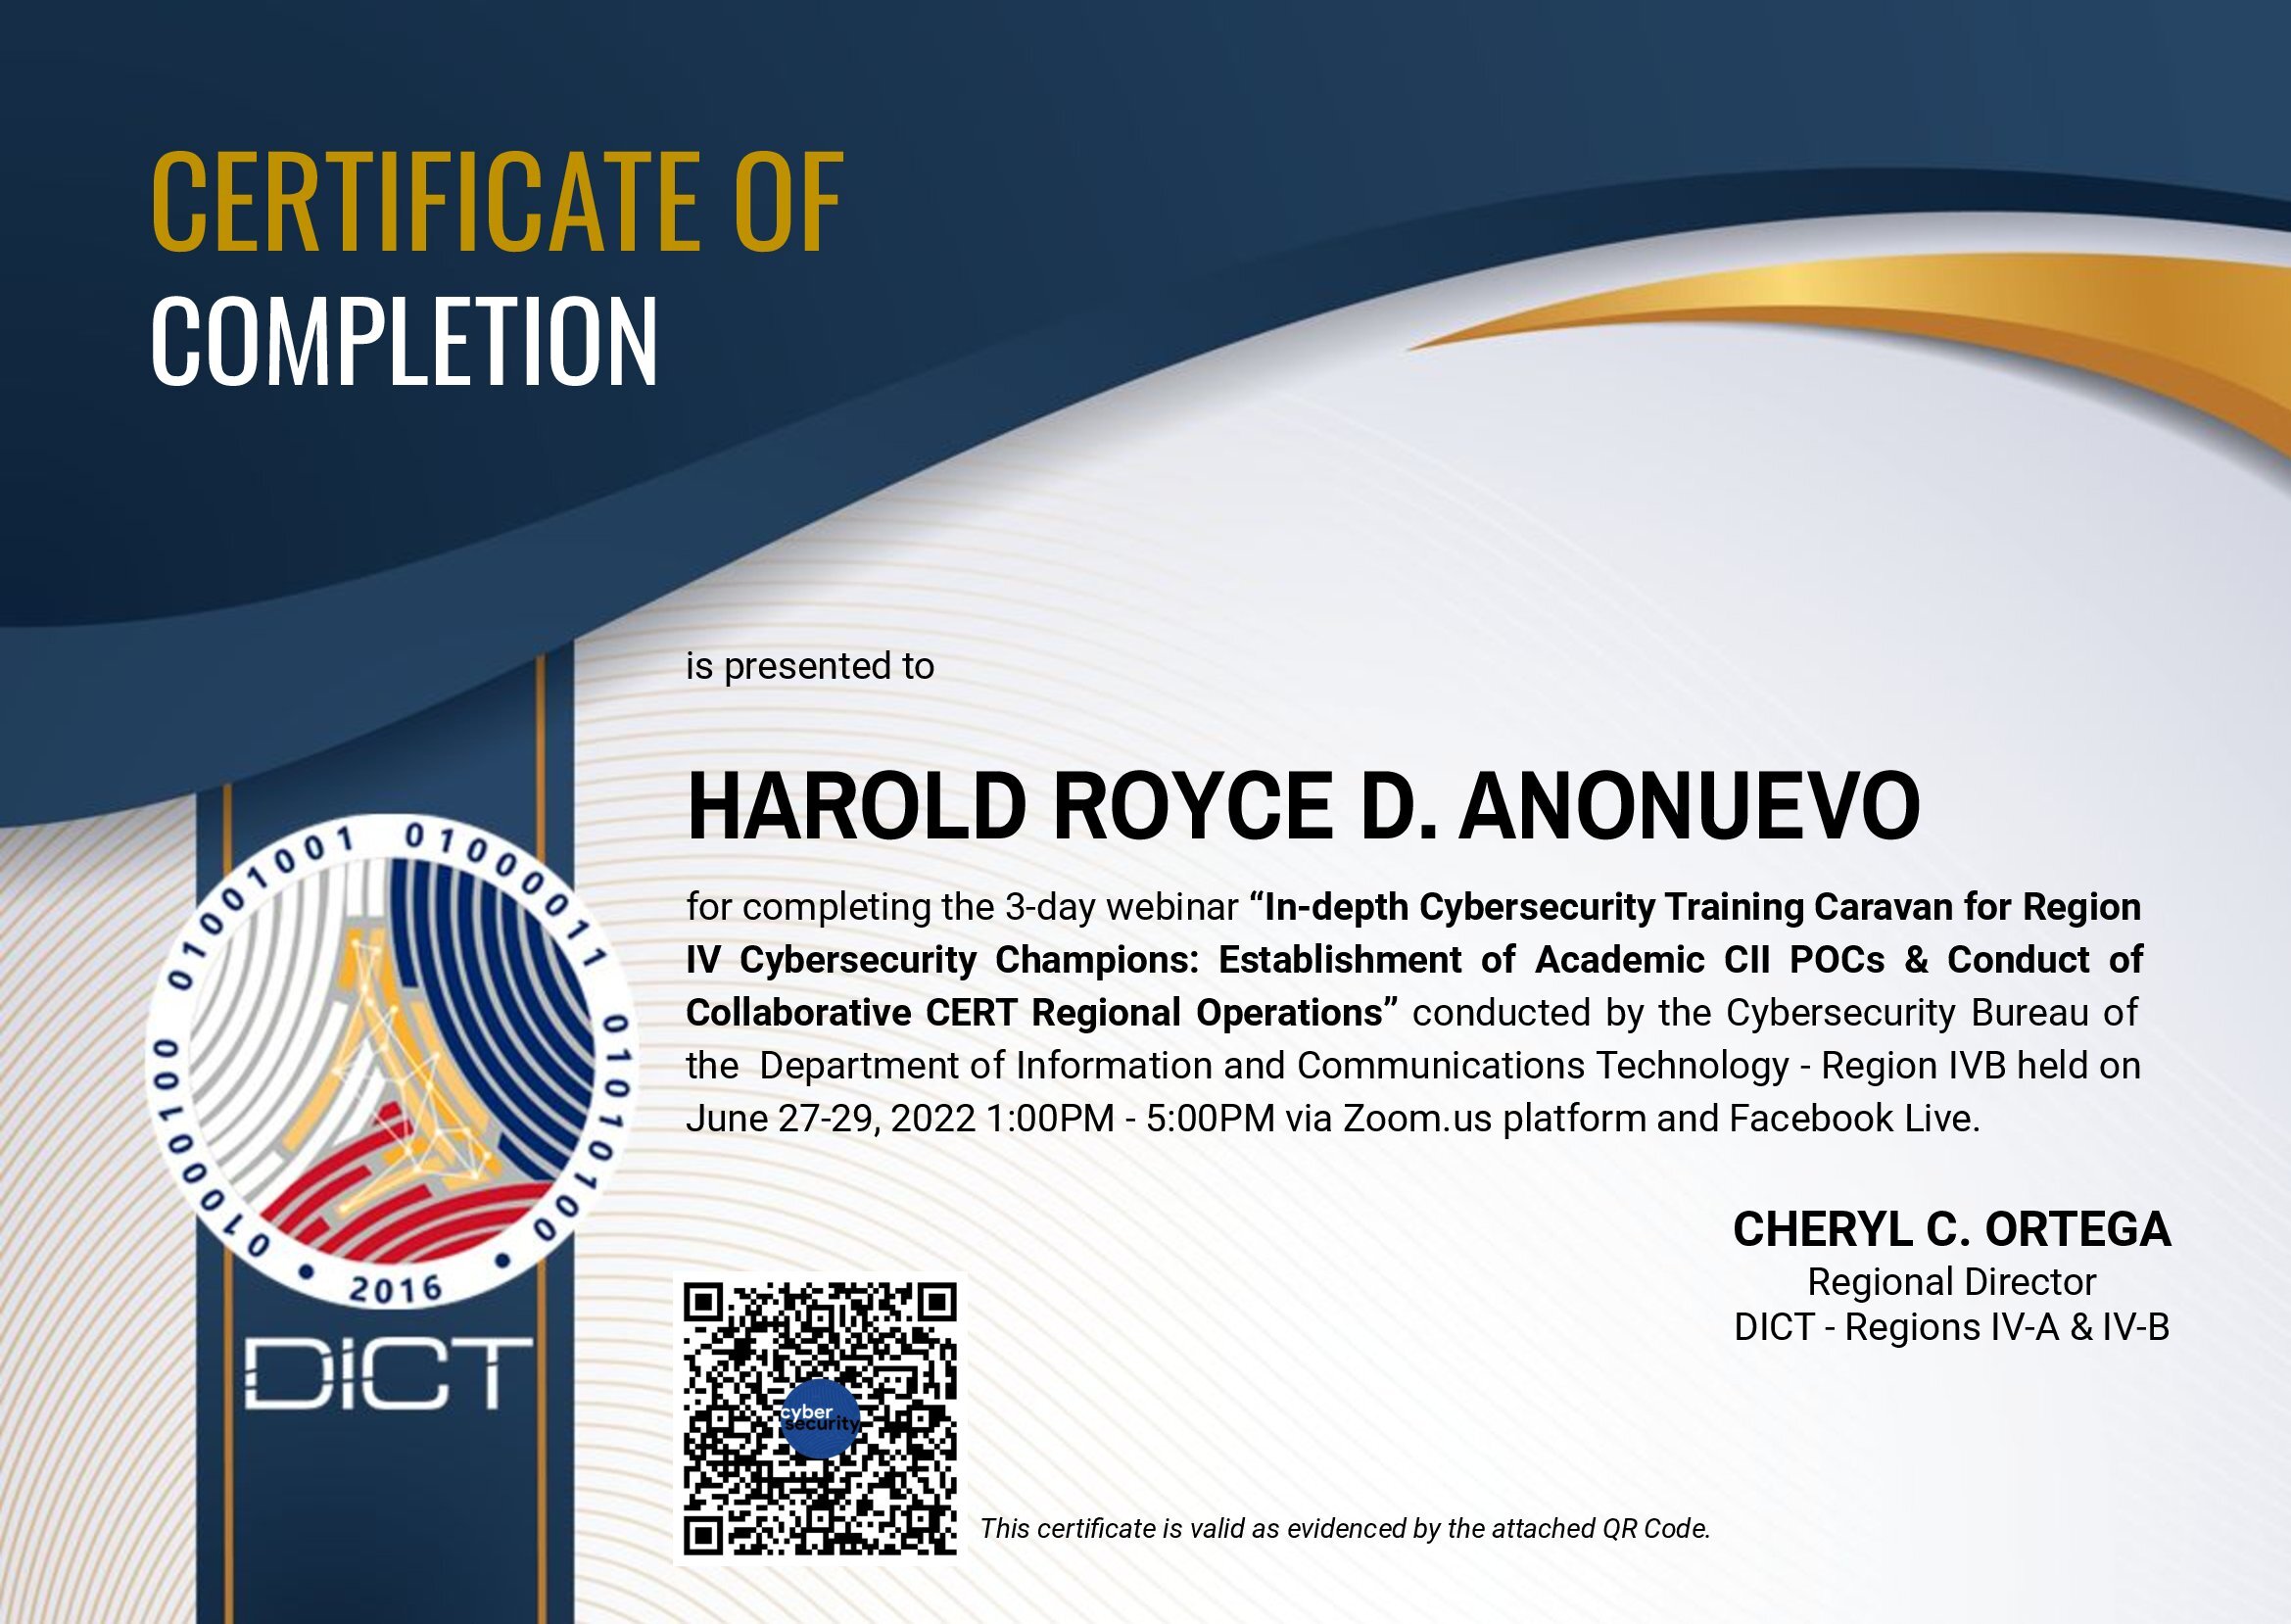 CERTIFICATE OF
COMPLETION
is presented to
HAROLD ROYCE D. ANONUEVO
for completing the 3-day webinar “In-depth Cybersecurity Training Caravan for Region
IV Cybersecurity Champions: Establishment of Academic CII POCs & Conduct of
Collaborative CERT Regional Operations” conducted by the Cybersecurity Bureau of
the Department of Information and Communications Technology - Region IVB held on
June 27-29, 2022 1:00PM - 5:00PM via Zoom.us platform and Facebook Live.
01000100 01001001 01000011 01010100
• 2016 •
DICT
CHERYL C. ORTEGA
Regional Director
DICT - Regions IV-A & IV-B
cyber
security
This certificate is valid as evidenced by the attached QR Code.